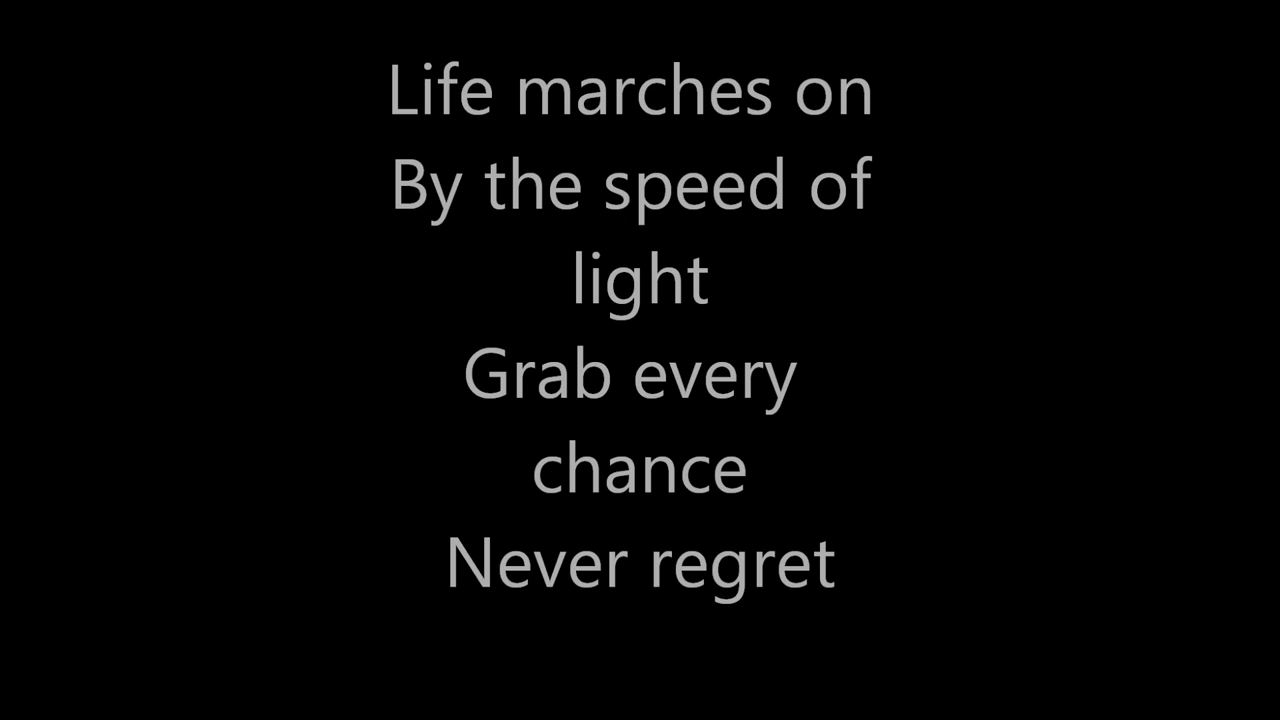 Life marches on
By the speed of
light
Grab every
chance
Never regret